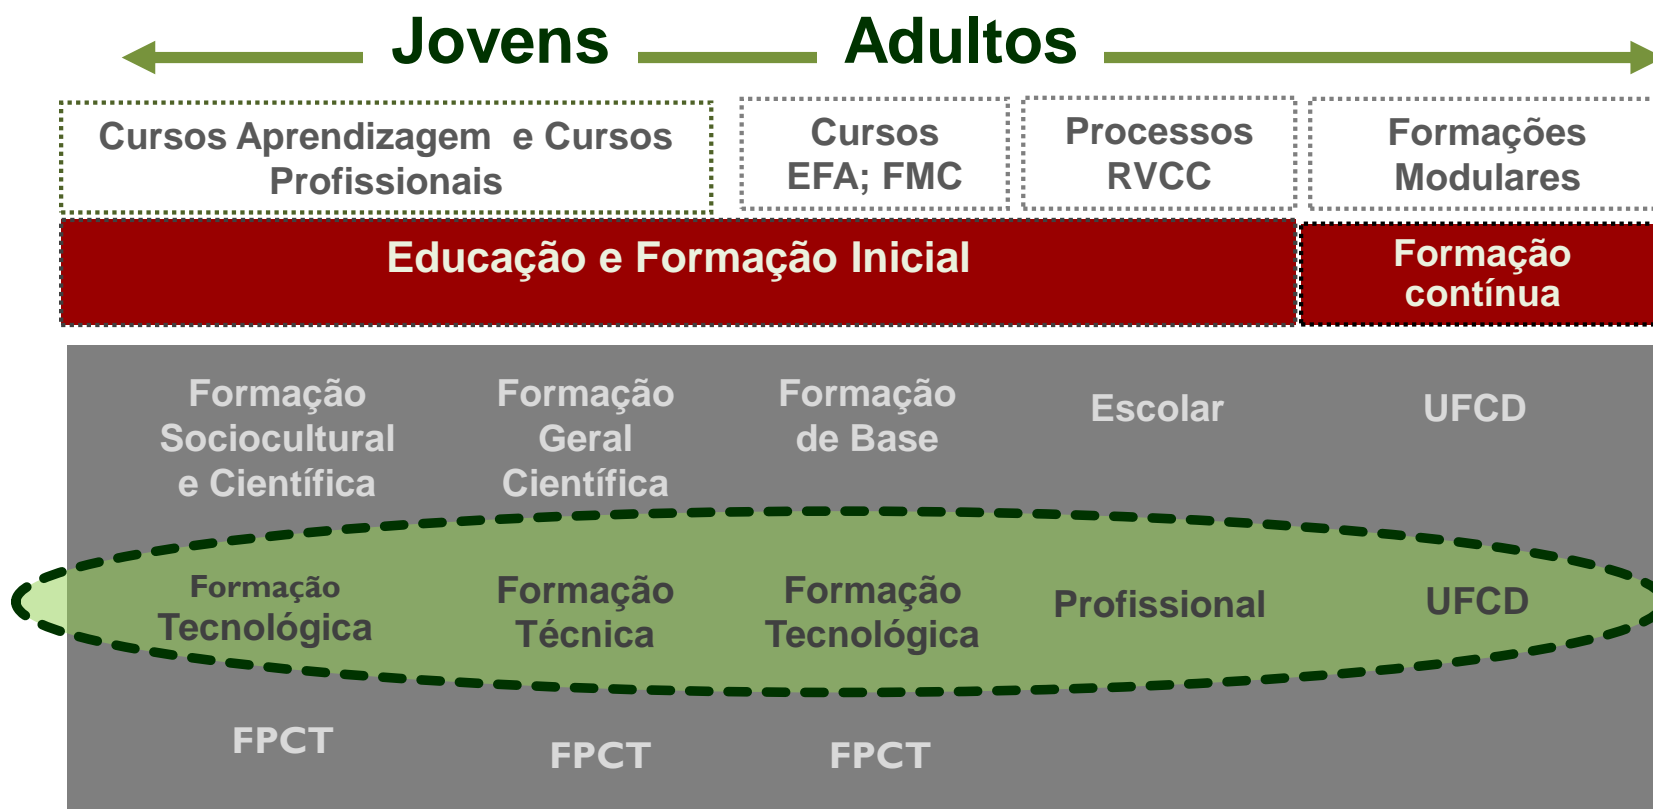 Jovens
Adultos
Cursos Aprendizagem e Cursos
Profissionais
Cursos
EFA; FMC
Processos
RVCC
Formações
Modulares
Educação e Formação Inicial
Formação
contínua
Formação
Sociocultural
e Científica
Formação
Geral
Científica
Formação
de Base
Escolar
UFCD
Formação
Tecnológica
Formação
Técnica
Formação
Tecnológica
Profissional
UFCD
FPCT
FPCT
FPCT